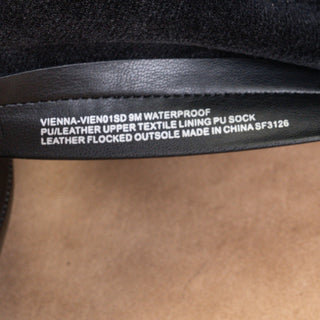 VIENNA-VIEN01SD 9M WATERPROOF
PU/LEATHER UPPER TEXTILE LINING PU SOCK
LEATHER FLOCKED OUTSOLE MADE IN CHINA SF3126